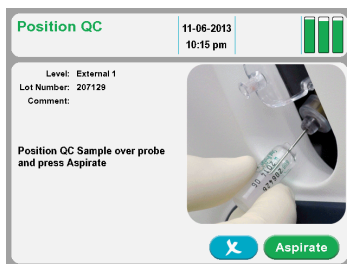 Position QC
11-06-2013
10:15 pm
Level: External 1
Lot Number: 207129
Comment:
Position QC Sample over probe
and press Aspirate
Aspirate